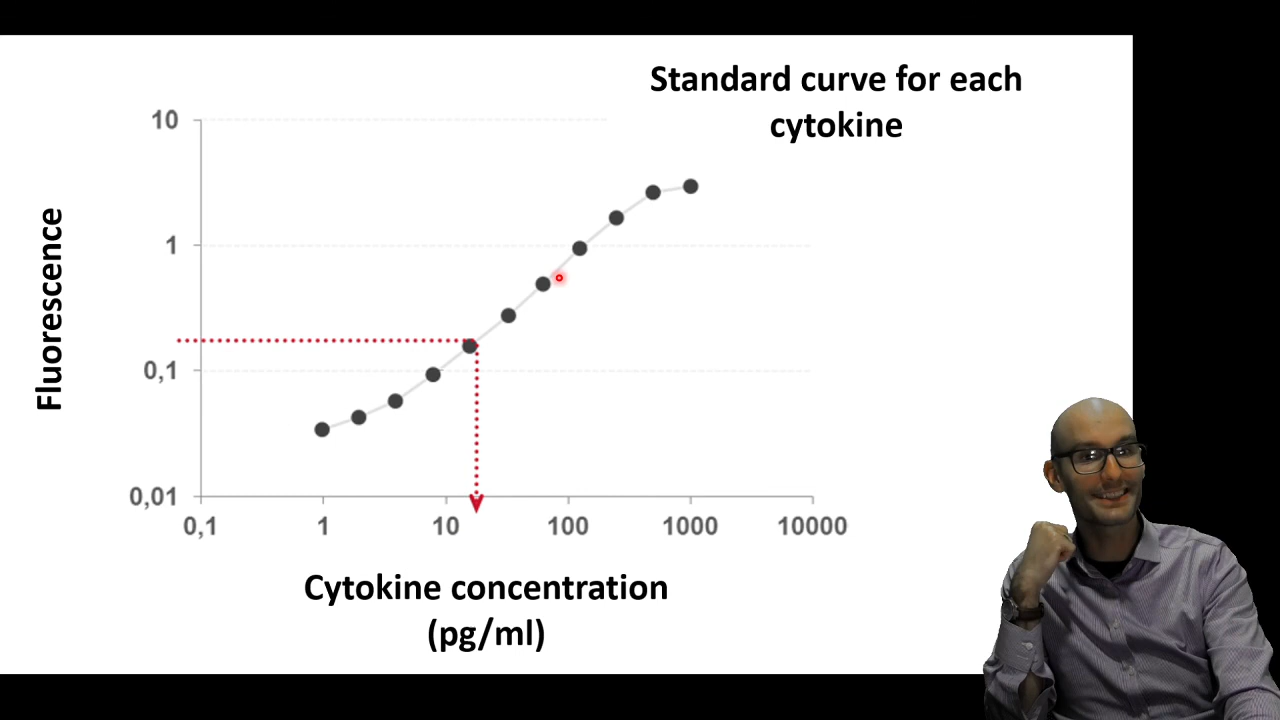 Standard curve for each
cytokine
10
1
0,1
0,01
Fluorescence
0,1 1 10 100 1000 10000
Cytokine concentration
(pg/ml)